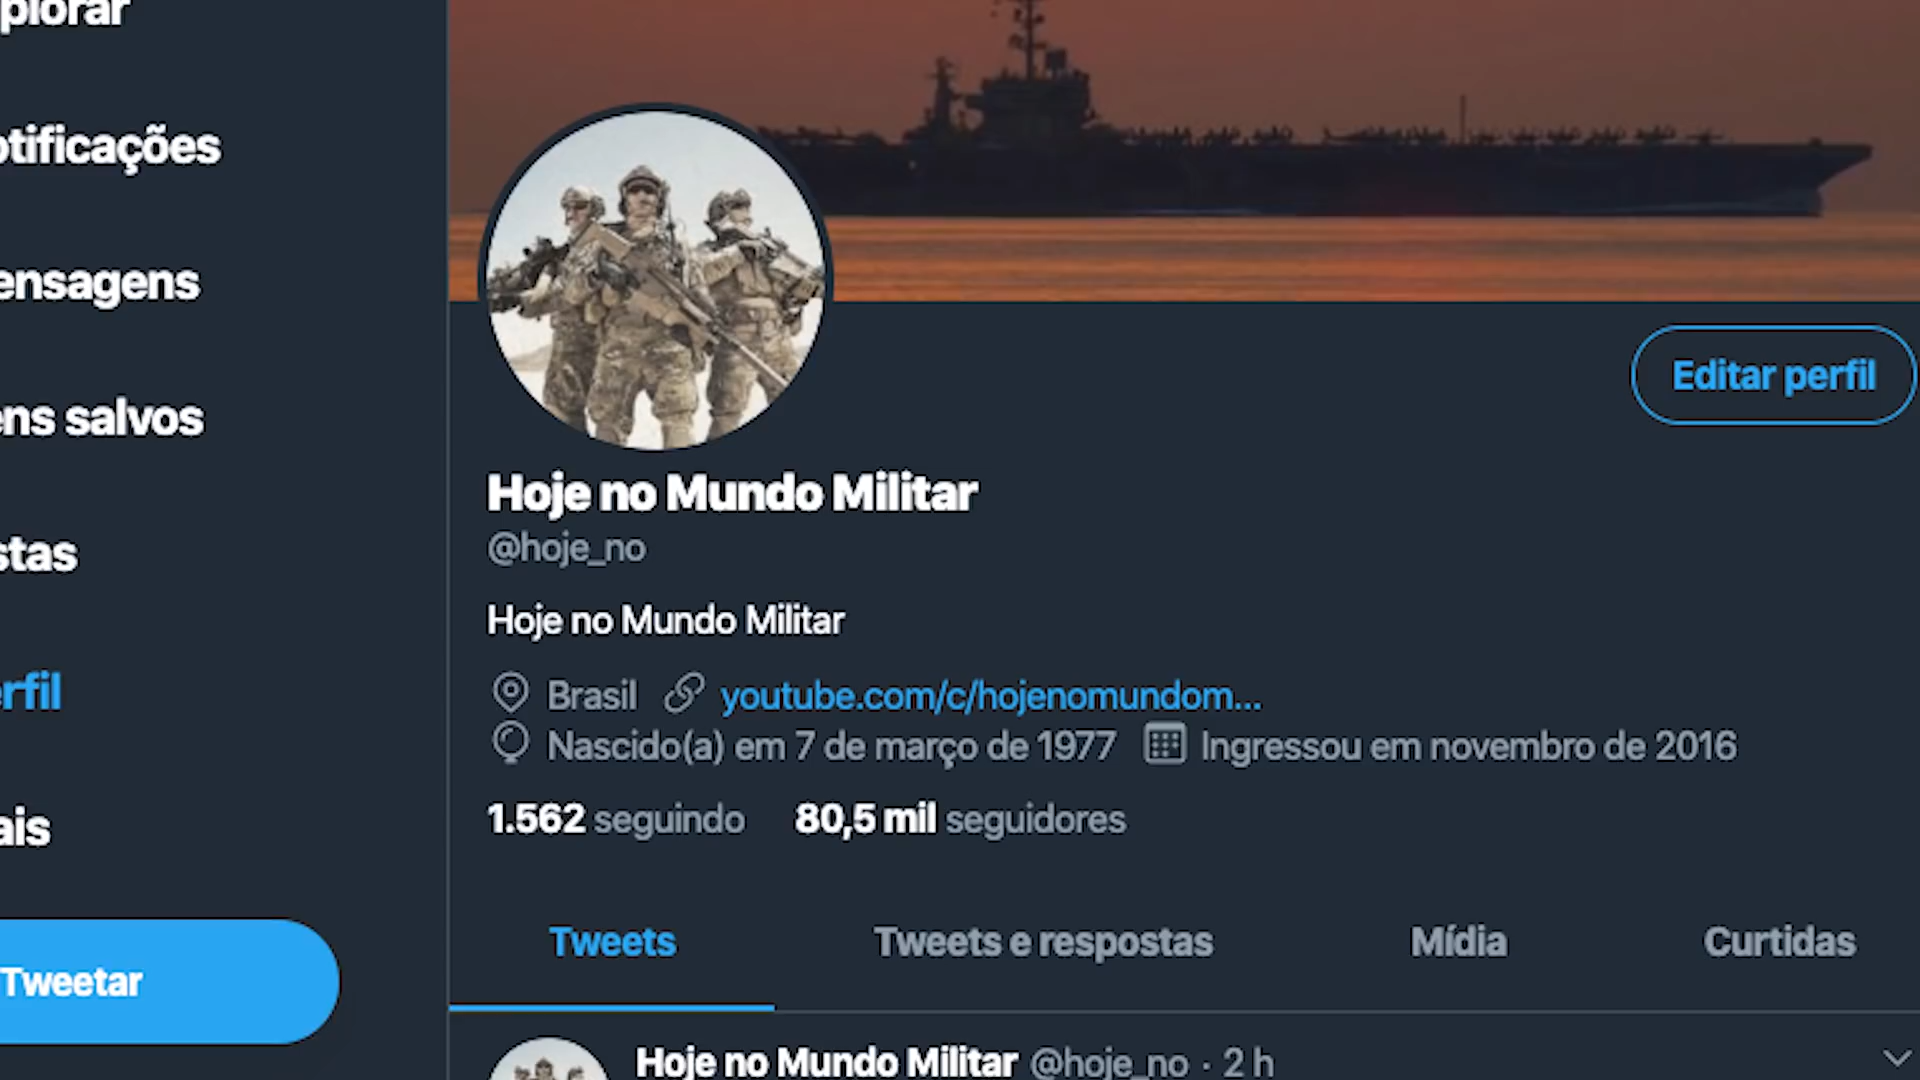 plorar
otificações
ensagens
ens salvos
stas
erfil
ais
Tweetar
Editar perfil
Hoje no Mundo Militar
@hoje_no
Hoje no Mundo Militar
Brasil youtube.com/c/hojenomundom...
Nascido(a) em 7 de março de 1977 Ingressou em novembro de 2016
1.562 seguindo 80,5 mil seguidores
Tweets Tweets e respostas Mídia Curtidas
Hoje no Mundo Militar @hoje_no · 2 h